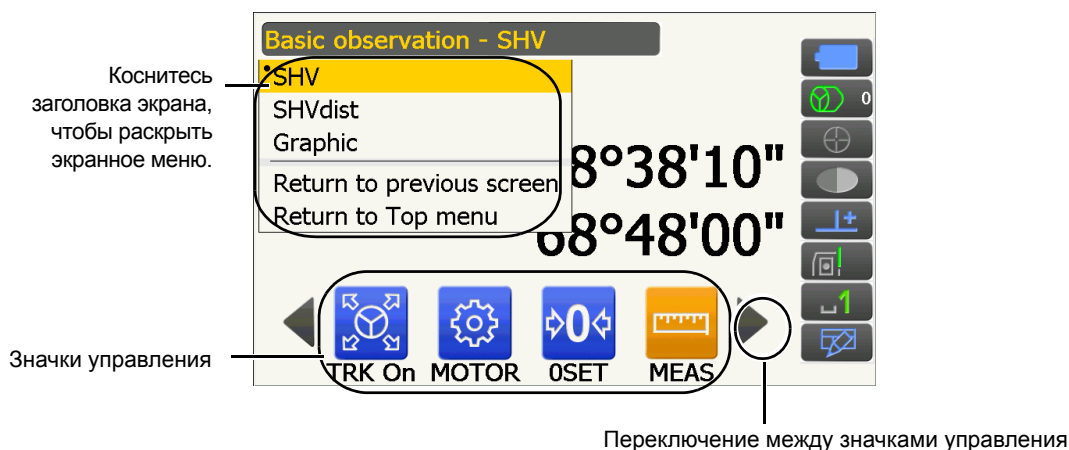 Basic observation - SHV
Коснитесь
заголовка экрана,
чтобы раскрыть
экранное меню.
SHV
SHVdist
Graphic
Return to previous screen
Return to Top menu
8°38'10"
68°48'00"
0
1
Значки управления
0
TRK On
MOTOR
0SET
MEAS
Переключение между значками управления